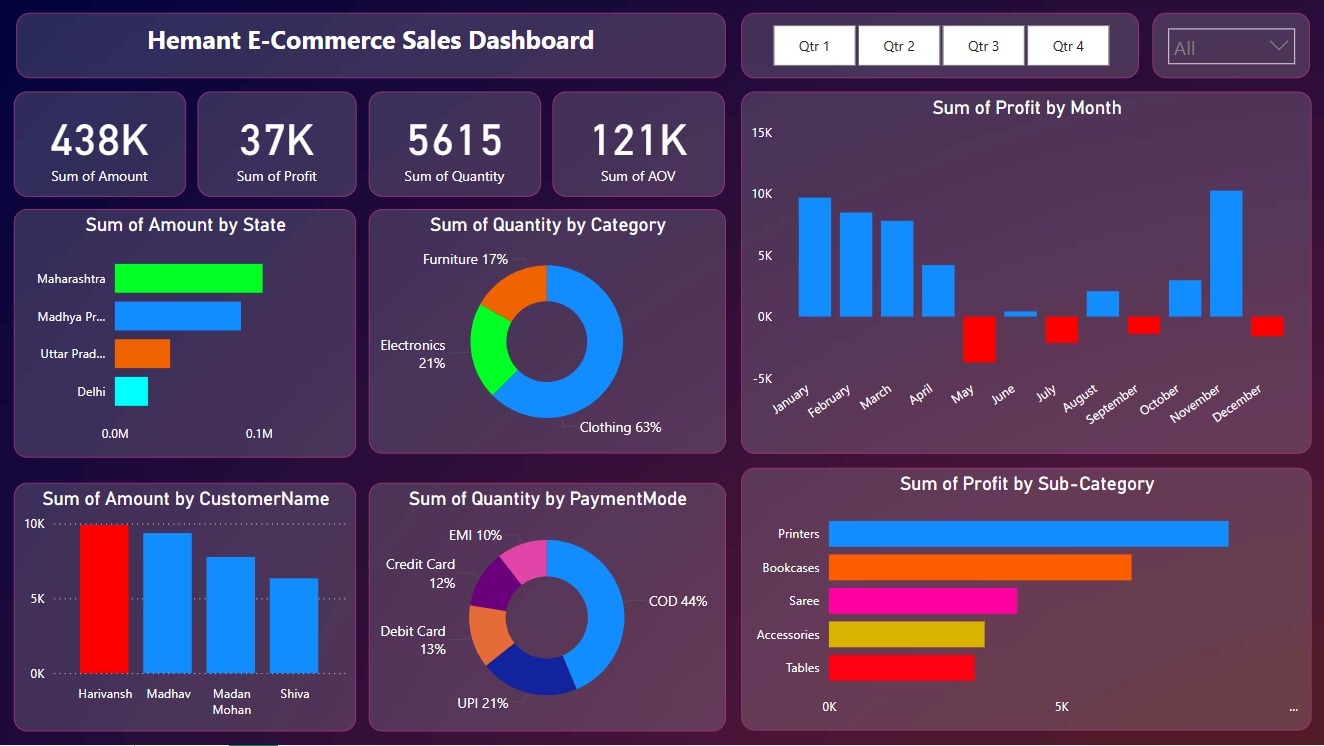 Hemant E-Commerce Sales Dashboard
Qtr 1
Qtr 2
Qtr 3
Qtr 4
All
438K
Sum of Amount
37K
Sum of Profit
5615
Sum of Quantity
121K
Sum of AOV
Sum of Profit by Month
15K
10K
5K
0K
-5K
January
February
March
April
May
June
July
August
September
October
November
December
Sum of Amount by State
Maharashtra
Madhya Pr...
Uttar Prad...
Delhi
0.0M
0.1M
Sum of Quantity by Category
Furniture 17%
Electronics
21%
Clothing 63%
Sum of Amount by CustomerName
10K
5K
0K
Harivansh
Madhav
Madan
Mohan
Shiva
Sum of Quantity by PaymentMode
EMI 10%
Credit Card
12%
Debit Card
13%
UPI 21%
COD 44%
Sum of Profit by Sub-Category
Printers
Bookcases
Saree
Accessories
Tables
0K
5K
...